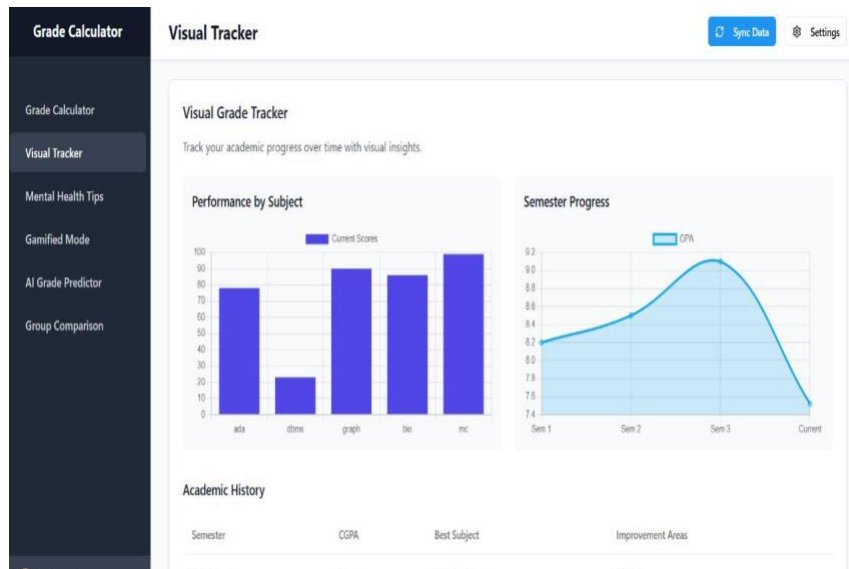 Grade Calculator
Visual Tracker
Sync Data
Settings
Grade Calculator
Visual Tracker
Mental Health Tips
Gamified Mode
AI Grade Predictor
Group Comparison
Visual Grade Tracker
Track your academic progress over time with visual insights.
Performance by Subject
Current Scores
100
90
80
70
60
50
40
30
20
10
0
ada dbms graph bio mc
Semester Progress
GPA
9.2
9.0
8.8
8.6
8.4
8.2
8.0
7.8
7.6
7.4
Sem 1 Sem 2 Sem 3 Current
Academic History
Semester CGPA Best Subject Improvement Areas